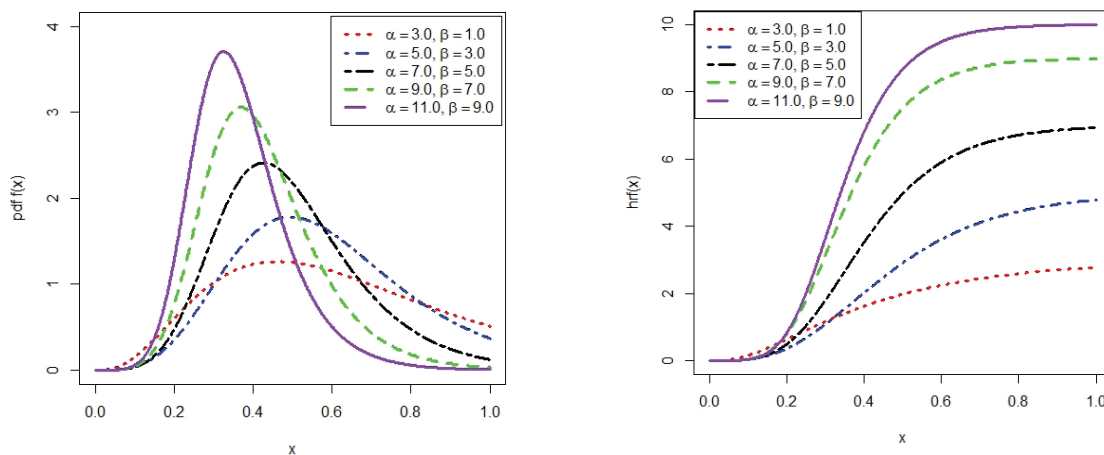 pdf f(x)
4
3
2
1
0
α = 3.0, β = 1.0
α = 5.0, β = 3.0
α = 7.0, β = 5.0
α = 9.0, β = 7.0
α = 11.0, β = 9.0
0.0 0.2 0.4 0.6 0.8 1.0
x
hrf(x)
10
8
6
4
2
0
α = 3.0, β = 1.0
α = 5.0, β = 3.0
α = 7.0, β = 5.0
α = 9.0, β = 7.0
α = 11.0, β = 9.0
0.0 0.2 0.4 0.6 0.8 1.0
x